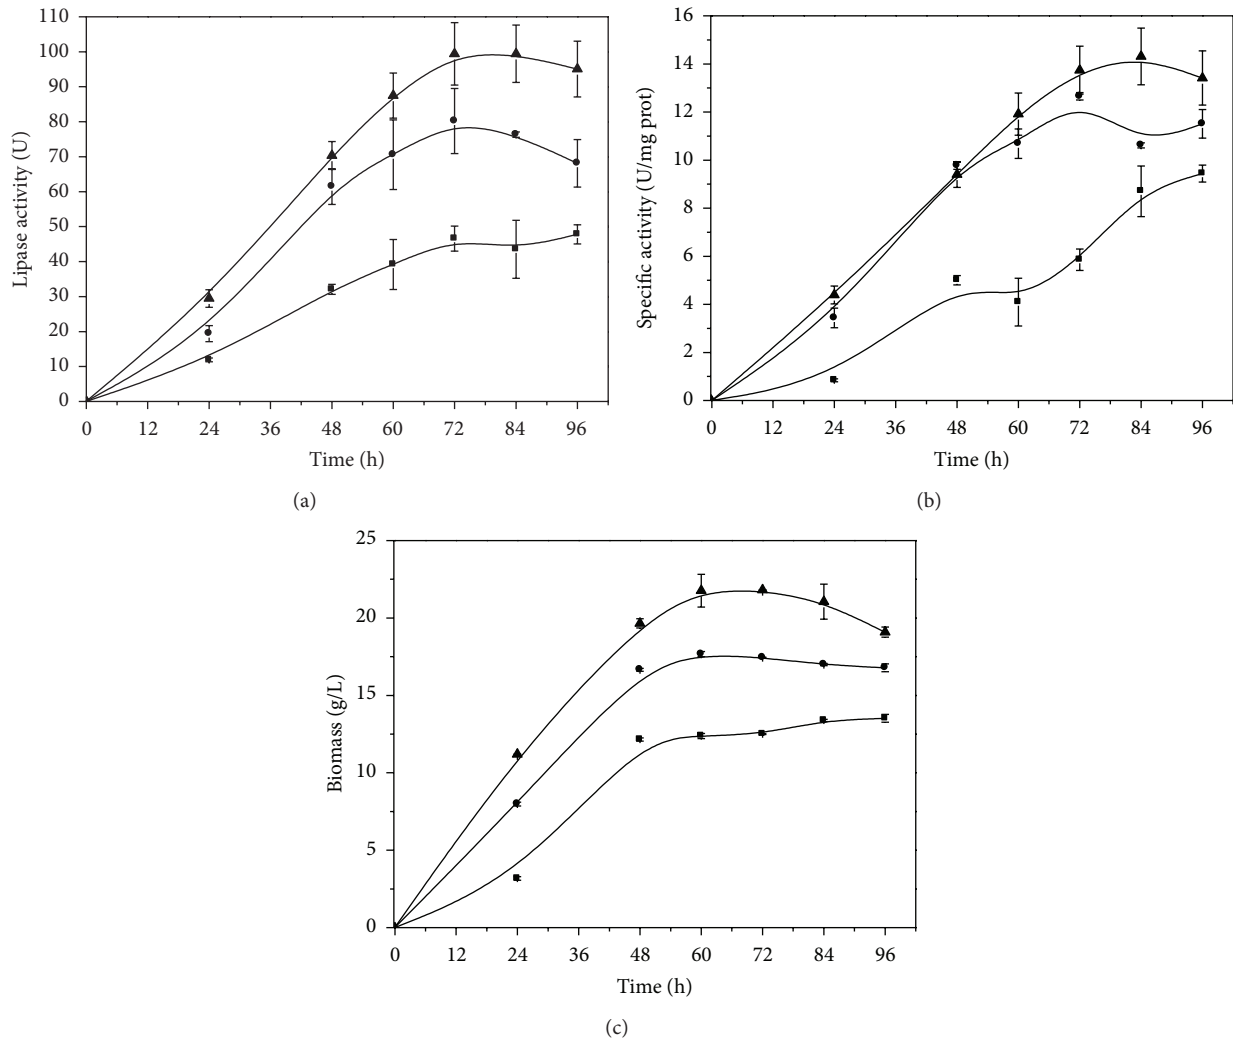 110
100
90
80
70
60
50
40
30
20
10
0
Lipase activity (U)
0 12 24 36 48 60 72 84 96
Time (h)
(a)
16
14
12
10
8
6
4
2
0
Specific activity (U/mg prot)
0 12 24 36 48 60 72 84 96
Time (h)
(b)
25
20
15
10
5
0
Biomass (g/L)
0 12 24 36 48 60 72 84 96
Time (h)
(c)